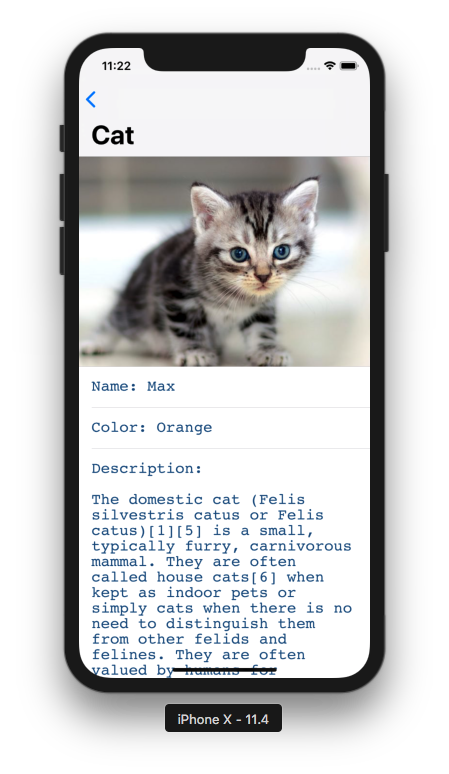 11:22
Cat
Name: Max
Color: Orange
Description:
The domestic cat (Felis
silvestris catus or Felis
catus)[1][5] is a small,
typically furry, carnivorous
mammal. They are often
called house cats[6] when
kept as indoor pets or
simply cats when there is no
need to distinguish them
from other felids and
felines. They are often
valued by humans for
iPhone X - 11.4